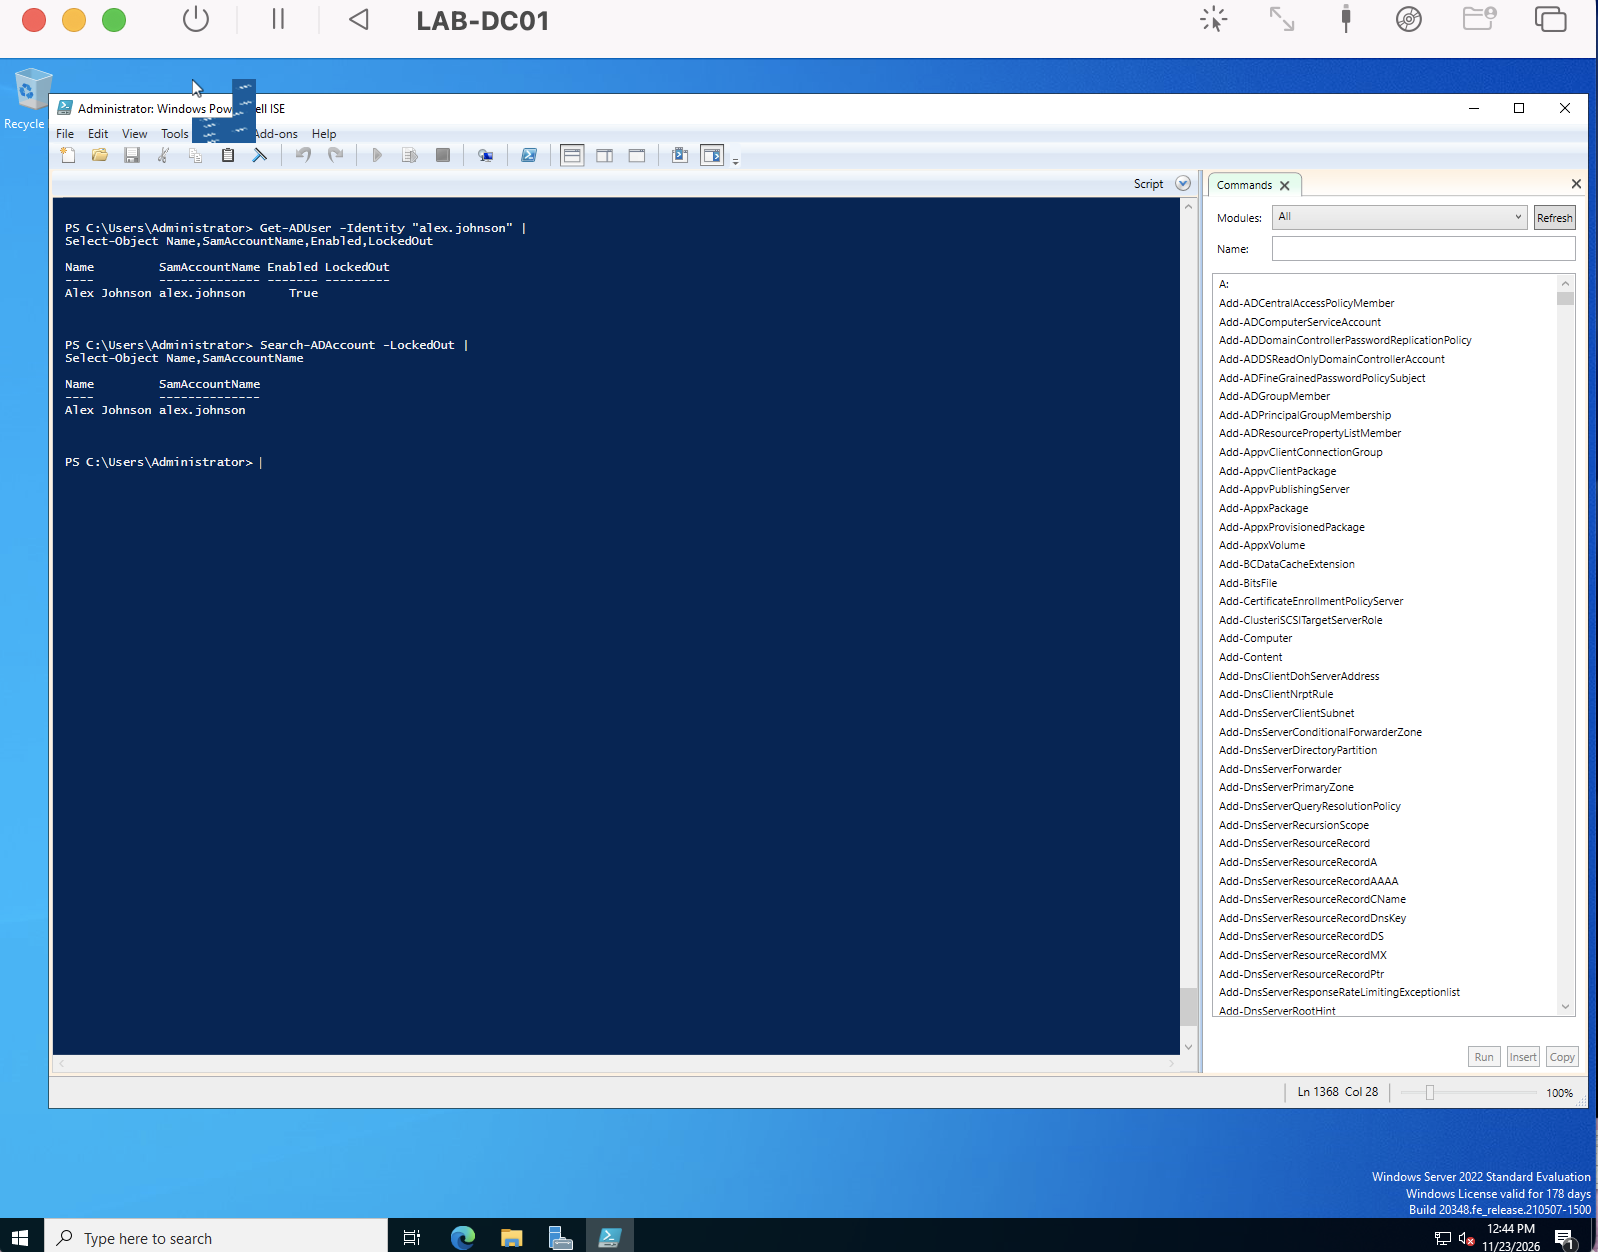 LAB-DC01
Recycle
Administrator: Windows Pow ell ISE
File Edit View Tools Add-ons Help
Script
PS C:\Users\Administrator> Get-ADUser -Identity "alex.johnson" |
Select-Object Name,SamAccountName,Enabled,LockedOut
Name SamAccountName Enabled LockedOut
---- -------------- ------- ---------
Alex Johnson alex.johnson True
PS C:\Users\Administrator> Search-ADAccount -LockedOut |
Select-Object Name,SamAccountName
Name SamAccountName
---- --------------
Alex Johnson alex.johnson
PS C:\Users\Administrator>
Commands
Modules: All Refresh
Name:
A:
Add-ADCentralAccessPolicyMember
Add-ADComputerServiceAccount
Add-ADDomainControllerPasswordReplicationPolicy
Add-ADDSReadOnlyDomainControllerAccount
Add-ADFineGrainedPasswordPolicySubject
Add-ADGroupMember
Add-ADPrincipalGroupMembership
Add-ADResourcePropertyListMember
Add-AppvClientConnectionGroup
Add-AppvClientPackage
Add-AppvPublishingServer
Add-AppxPackage
Add-AppxProvisionedPackage
Add-AppxVolume
Add-BCDataCacheExtension
Add-BitsFile
Add-CertificateEnrollmentPolicyServer
Add-ClusteriSCSITargetServerRole
Add-Computer
Add-Content
Add-DnsClientDohServerAddress
Add-DnsClientNrptRule
Add-DnsServerClientSubnet
Add-DnsServerConditionalForwarderZone
Add-DnsServerDirectoryPartition
Add-DnsServerForwarder
Add-DnsServerPrimaryZone
Add-DnsServerQueryResolutionPolicy
Add-DnsServerRecursionScope
Add-DnsServerResourceRecord
Add-DnsServerResourceRecordA
Add-DnsServerResourceRecordAAAA
Add-DnsServerResourceRecordCName
Add-DnsServerResourceRecordDnsKey
Add-DnsServerResourceRecordDS
Add-DnsServerResourceRecordMX
Add-DnsServerResourceRecordPtr
Add-DnsServerResponseRateLimitingExceptionlist
Add-DnsServerRootHint
Run Insert Copy
Ln 1368 Col 28 100%
Windows Server 2022 Standard Evaluation
Windows License valid for 178 days
Build 20348.fe_release.210507-1500
Type here to search
12:44 PM
11/23/2026
1